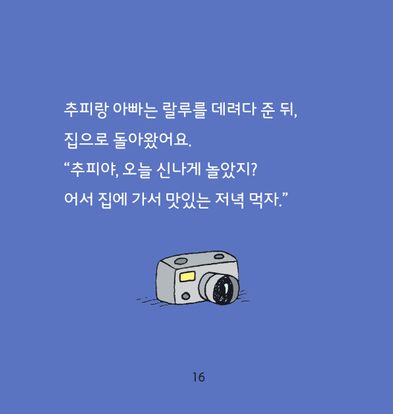 추피랑 아빠는 랄루를 데려다 준 뒤,
집으로 돌아왔어요.
“추피야, 오늘 신나게 놀았지?
어서 집에 가서 맛있는 저녁 먹자.”
16